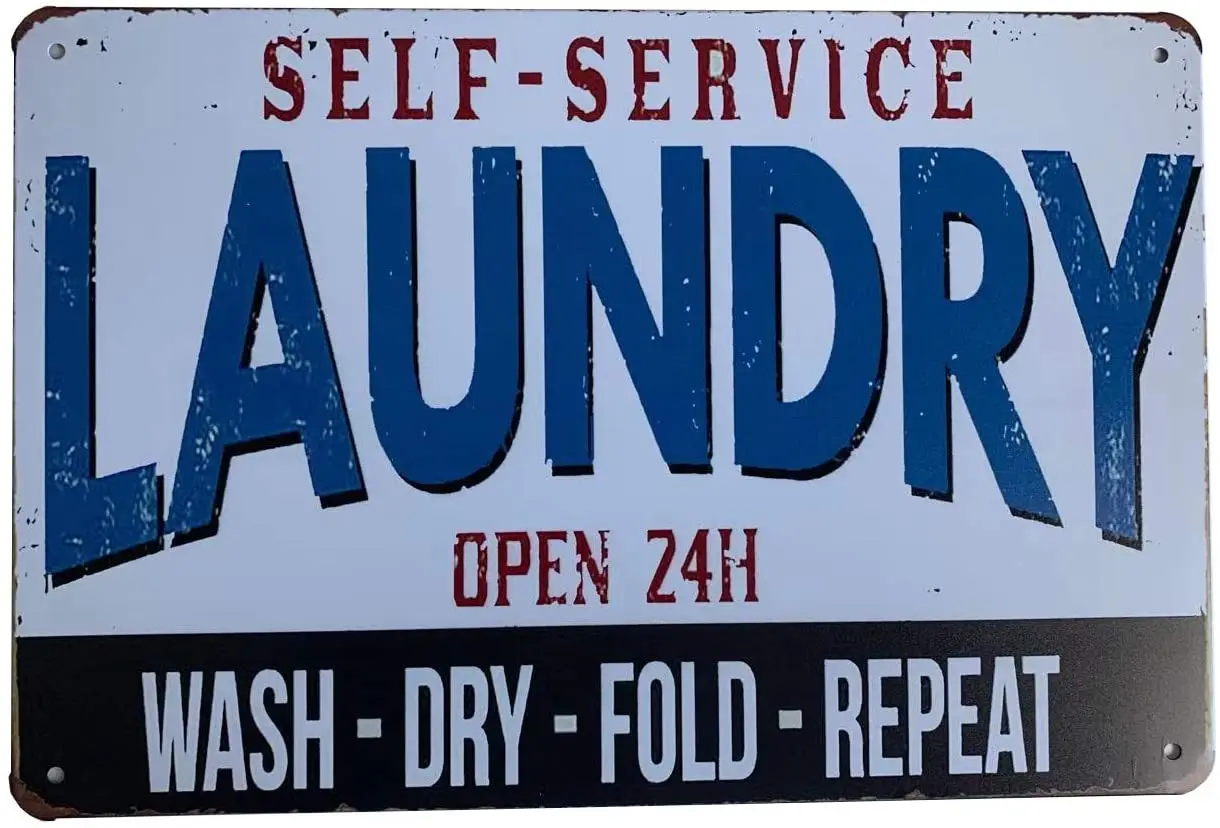 SELF-SERVICE
LAUNDRY
OPEN 24H
WASH - DRY - FOLD - REPEAT